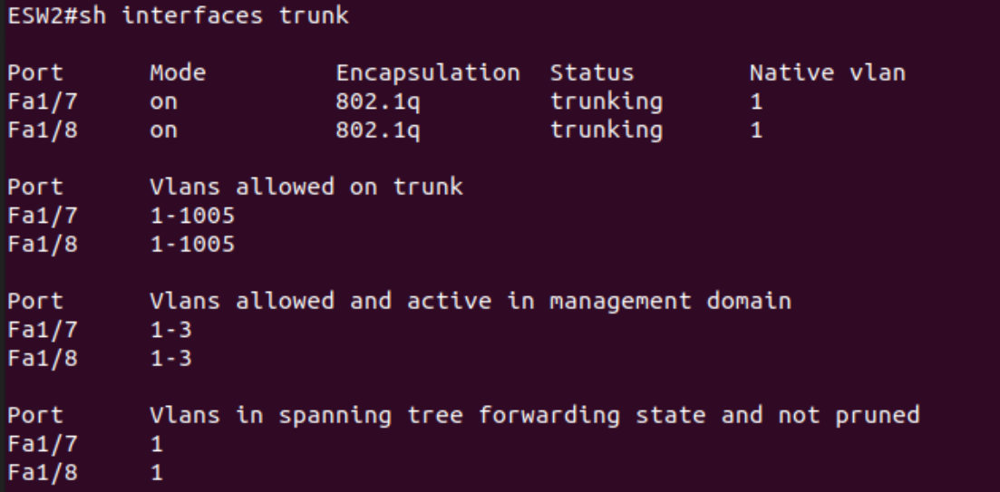 ESW2#sh interfaces trunk
Port Mode Encapsulation Status Native vlan
Fa1/7 on 802.1q trunking 1
Fa1/8 on 802.1q trunking 1
Port Vlans allowed on trunk
Fa1/7 1-1005
Fa1/8 1-1005
Port Vlans allowed and active in management domain
Fa1/7 1-3
Fa1/8 1-3
Port Vlans in spanning tree forwarding state and not pruned
Fa1/7 1
Fa1/8 1